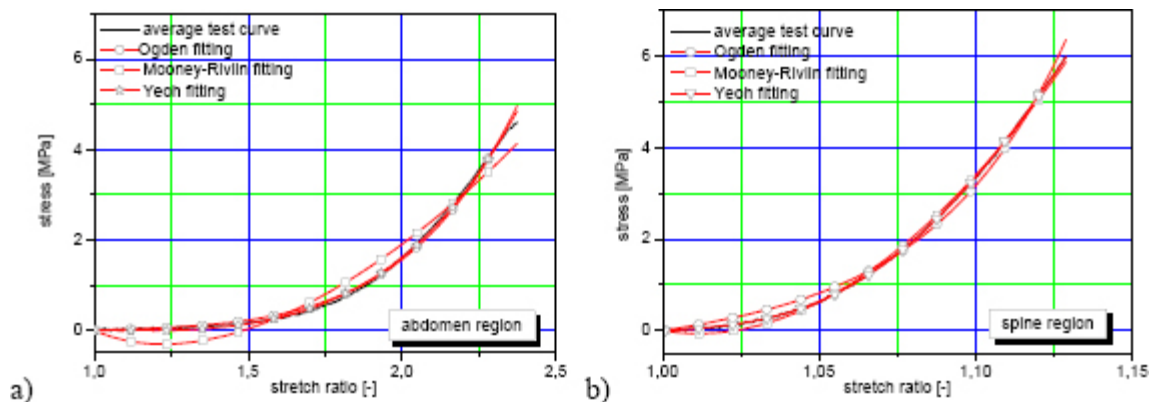 average test curve
Ogden fitting
Mooney-Rivlin fitting
Yeoh fitting
stress [MPa]
6
4
2
0
abdomen region
1,0
1,5
2,0
2,5
stretch ratio [-]
a)
average test curve
Ogden fitting
Mooney-Rivlin fitting
Yeoh fitting
stress [MPa]
6
4
2
0
spine region
1,00
1,05
1,10
1,15
stretch ratio [-]
b)